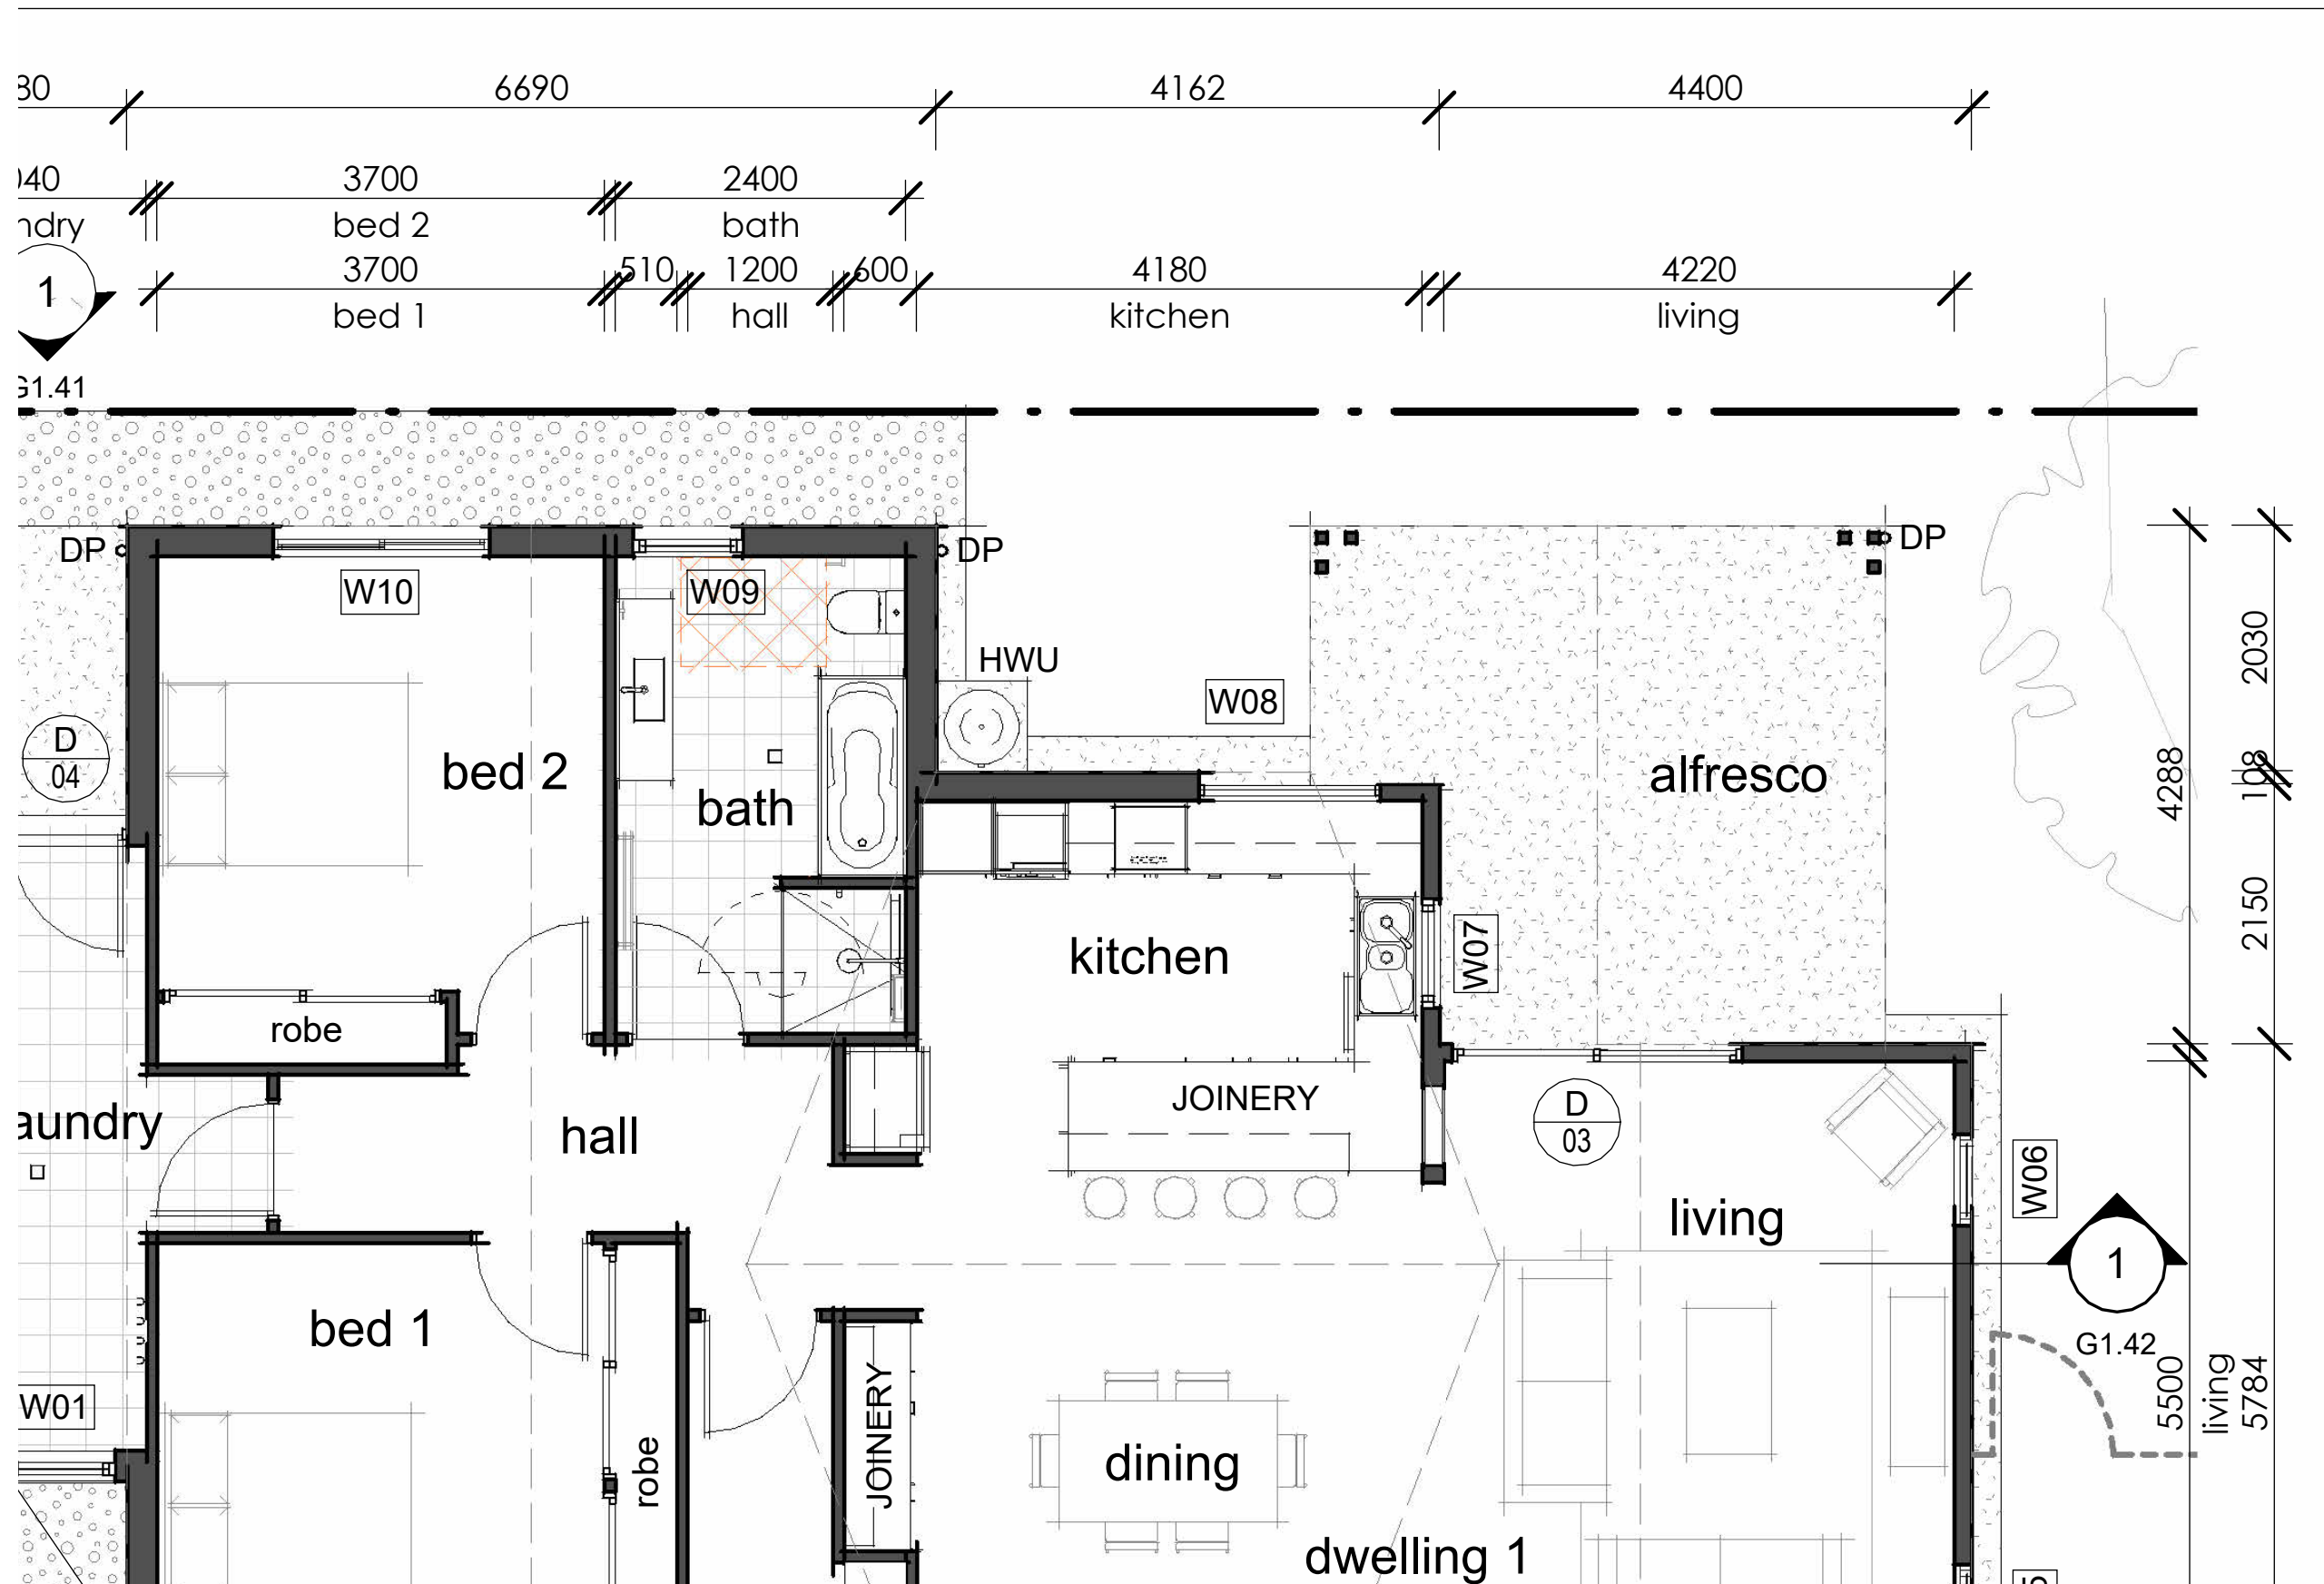 80 6690 4162 4400
040 3700 2400
ndry bed 2 bath
3700 510 1200 600 4180 4220
1
bed 1 hall kitchen living
G1.41
DP DP DP
W10 W09
2030
HWU
W08
D
04
bed 2 bath alfresco
4288 108
kitchen
W07
2150
robe
JOINERY
D
03
aundry hall
W06
living
1
G1.42
bed 1
W01
robe
JOINERY
dining
5500 living 5784
dwelling 1